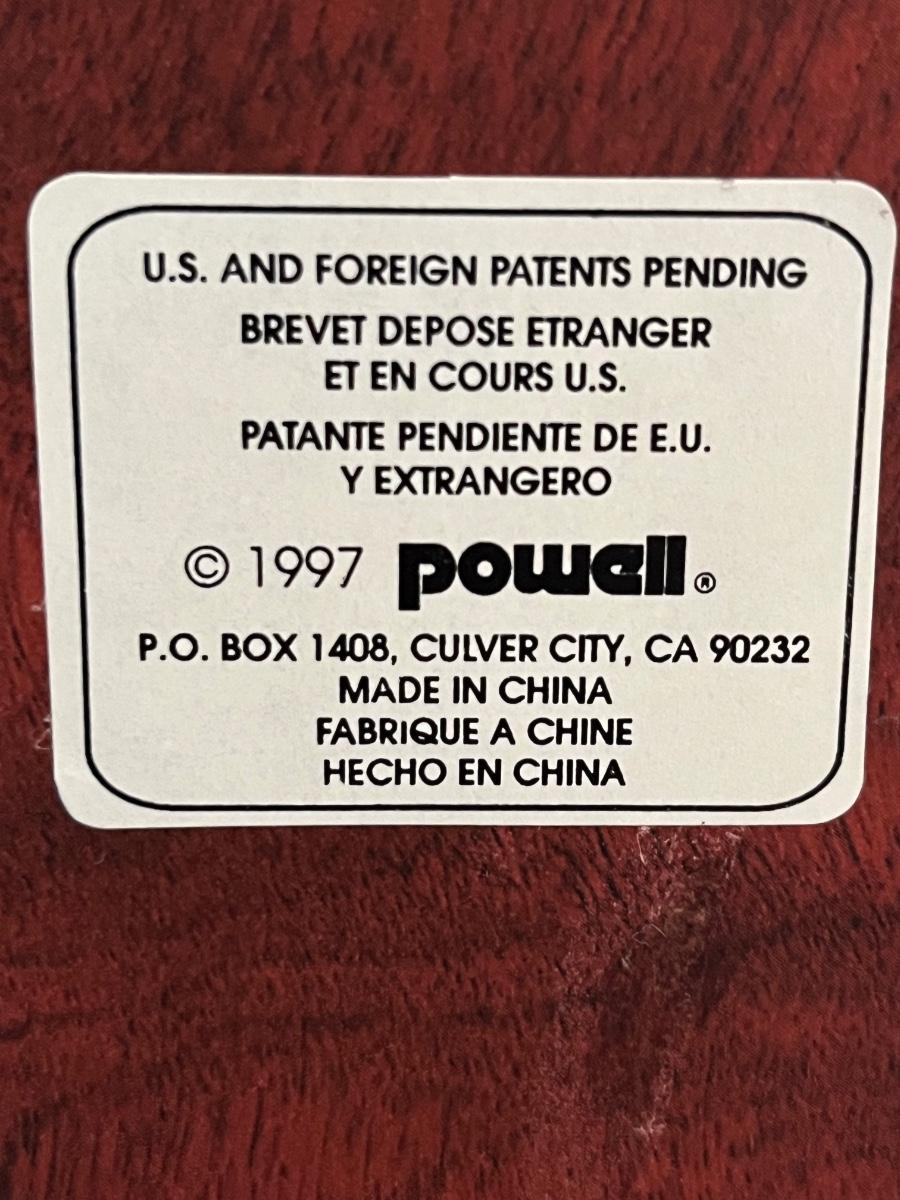 U.S. AND FOREIGN PATENTS PENDING
BREVET DEPOSE ETRANGER
ET EN COURS U.S.
PATANTE PENDIENTE DE E.U.
Y EXTRANGERO
© 1997 powell®
P.O. BOX 1408, CULVER CITY, CA 90232
MADE IN CHINA
FABRIQUE A CHINE
HECHO EN CHINA